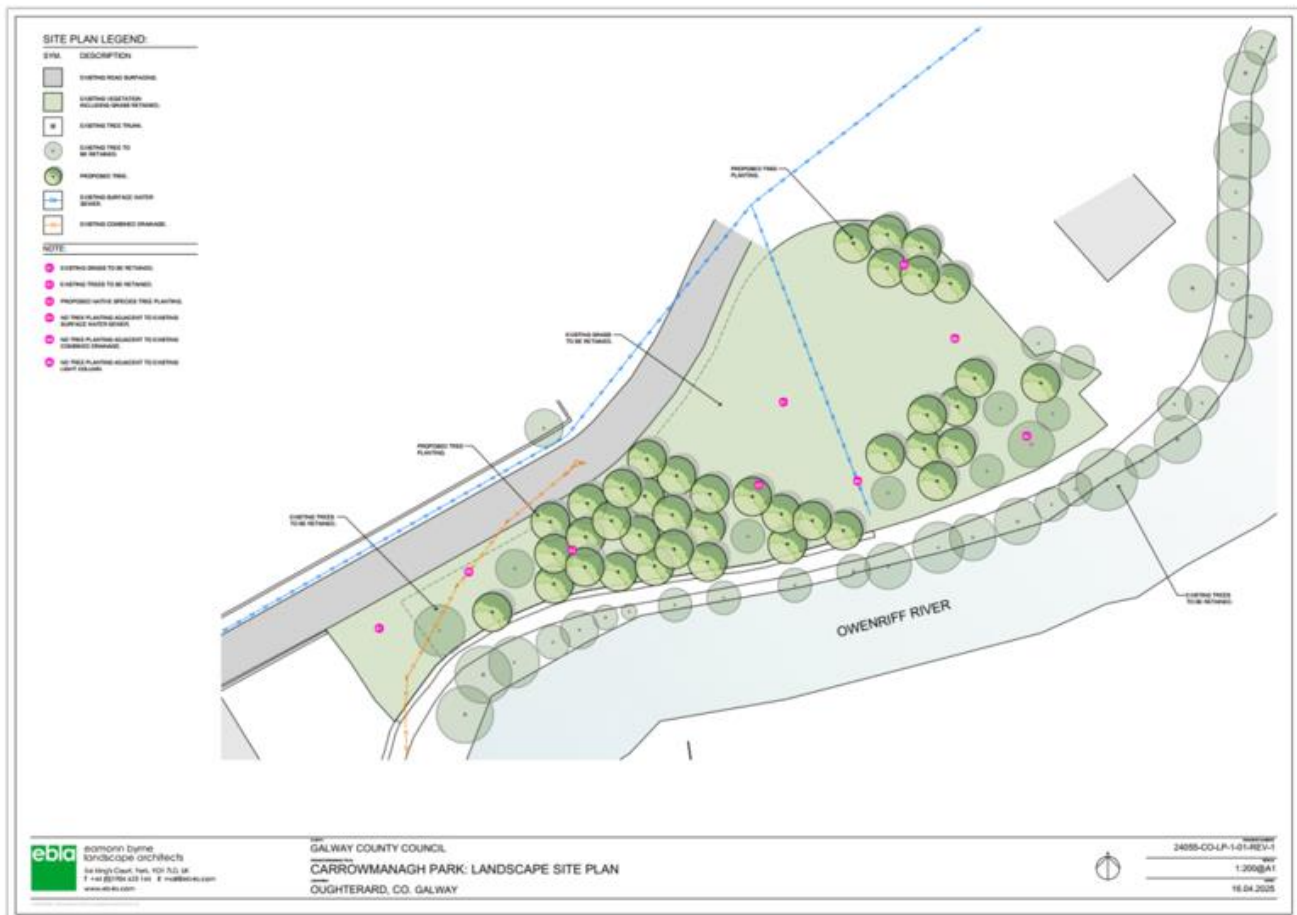 SITE PLAN LEGEND:
SYM. DESCRIPTION
EXISTING ROAD SURFACING.
EXISTING VEGETATION
INCLUDING GRASS RETAINED.
EXISTING TREE TRUNK.
EXISTING TREE TO
BE RETAINED.
PROPOSED TREE.
EXISTING SURFACE WATER
SEWER.
EXISTING COMBINED DRAINAGE.
NOTE:
EXISTING GRASS TO BE RETAINED.
EXISTING TREES TO BE RETAINED.
PROPOSED NATIVE SPECIES TREE PLANTING.
NO TREE PLANTING ADJACENT TO EXISTING
SURFACE WATER SEWER.
NO TREE PLANTING ADJACENT TO EXISTING
COMBINED DRAINAGE.
NO TREE PLANTING ADJACENT TO EXISTING
LIGHT COLUMN.
PROPOSED TREE
PLANTING.
EXISTING GRASS
TO BE RETAINED.
PROPOSED TREE
PLANTING.
EXISTING TREES
TO BE RETAINED.
EXISTING TREES
TO BE RETAINED.
OWENRIFF RIVER
ebla
eamonn byrne
landscape architects
www.eb-la.com
GALWAY COUNTY COUNCIL
CARROWMANAGH PARK: LANDSCAPE SITE PLAN
OUGHTERARD, CO. GALWAY
24055-CO-LP-1-01-REV-1
1:200@A1
16.04.2025